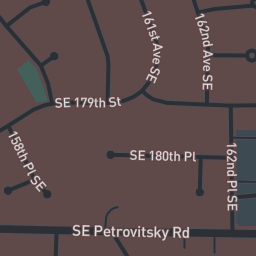 161st Ave SE
162nd Ave SE
SE 179th St
158th Pl SE
SE 180th Pl
162nd Pl SE
SE Petrovitsky Rd